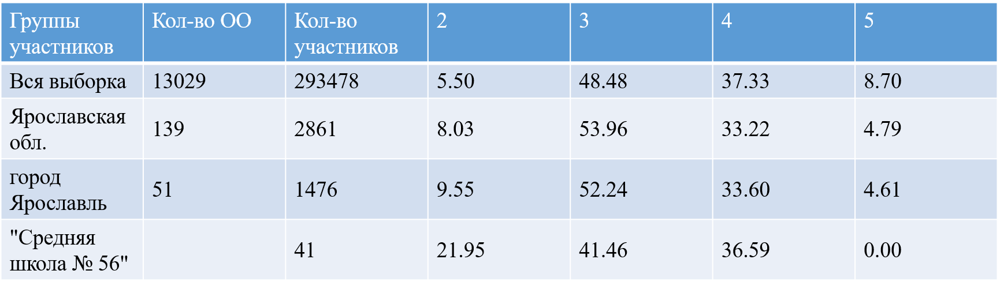 Группы участников Кол-во ОО Кол-во участников 2 3 4 5
Вся выборка 13029 293478 5.50 48.48 37.33 8.70
Ярославская обл. 139 2861 8.03 53.96 33.22 4.79
город Ярославль 51 1476 9.55 52.24 33.60 4.61
"Средняя школа № 56" 41 21.95 41.46 36.59 0.00